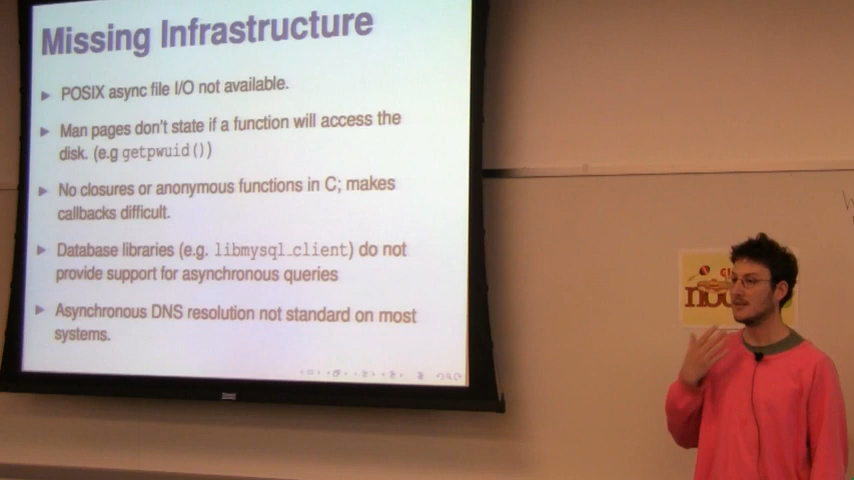 Missing Infrastructure
POSIX async file I/O not available.
Man pages don't state if a function will access the
disk. (e.g getpwuid())
No closures or anonymous functions in C; makes
callbacks difficult.
Database libraries (e.g. libmysql_client) do not
provide support for asynchronous queries
Asynchronous DNS resolution not standard on most
systems.